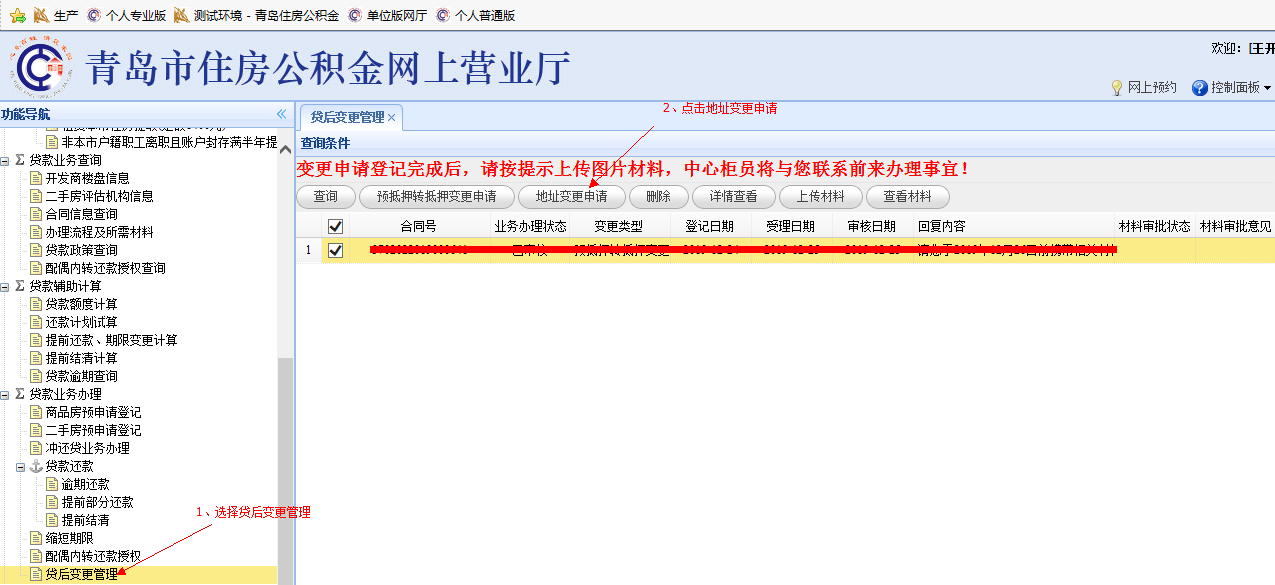 生产 个人专业版 测试环境 - 青岛住房公积金 单位版网厅 个人普通版
青岛市住房公积金网上营业厅
欢迎：[王开
网上预约 控制面板
功能导航
贷后变更管理
2、点击地址变更申请
非本市户籍职工离职且账户封存满半年提
查询条件
变更申请登记完成后，请按提示上传图片材料，中心柜员将与您联系前来办理事宜！
查询 预抵押转抵押变更申请 地址变更申请 删除 详情查看 上传材料 查看材料
合同号 业务办理状态 变更类型 登记日期 受理日期 审核日期 回复内容 材料审批状态 材料审批意见
1
贷款业务查询
开发商楼盘信息
二手房评估机构信息
合同信息查询
办理流程及所需材料
贷款政策查询
配偶内转还款授权查询
贷款辅助计算
贷款额度计算
还款计划试算
提前还款、期限变更计算
提前结清计算
贷款逾期查询
贷款业务办理
商品房预申请登记
二手房预申请登记
冲还贷业务办理
贷款还款
逾期还款
提前部分还款
提前结清
1、选择贷后变更管理
缩短期限
配偶内转还款授权
贷后变更管理